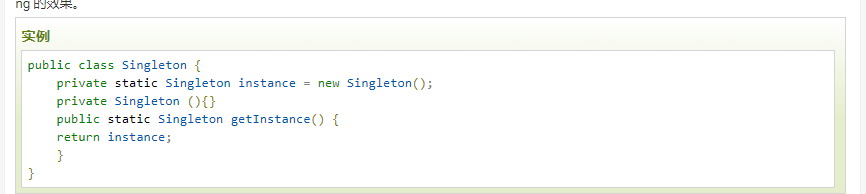 ng 的效果。
实例
public class Singleton {
    private static Singleton instance = new Singleton();
    private Singleton (){}
    public static Singleton getInstance() {
    return instance;
    }
}